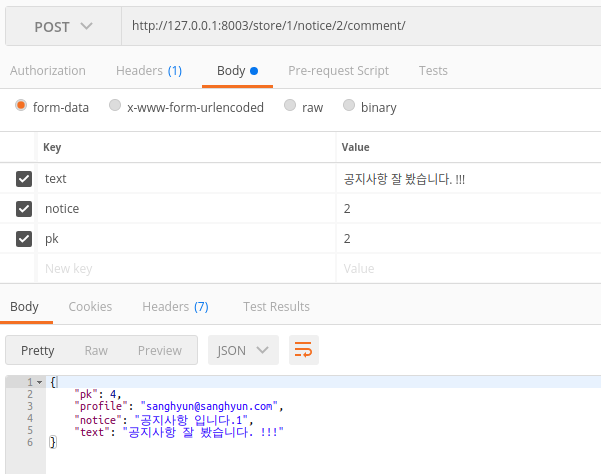 POST http://127.0.0.1:8003/store/1/notice/2/comment/
Authorization Headers (1) Body Pre-request Script Tests
form-data x-www-form-urlencoded raw binary
Key Value
text 공지사항 잘 봤습니다. !!!
notice 2
pk 2
New key Value
Body Cookies Headers (7) Test Results
Pretty Raw Preview JSON
1 {
2 "pk": 4,
3 "profile": "sanghyun@sanghyun.com",
4 "notice": "공지사항 입니다.1",
5 "text": "공지사항 잘 봤습니다. !!!"
6 }